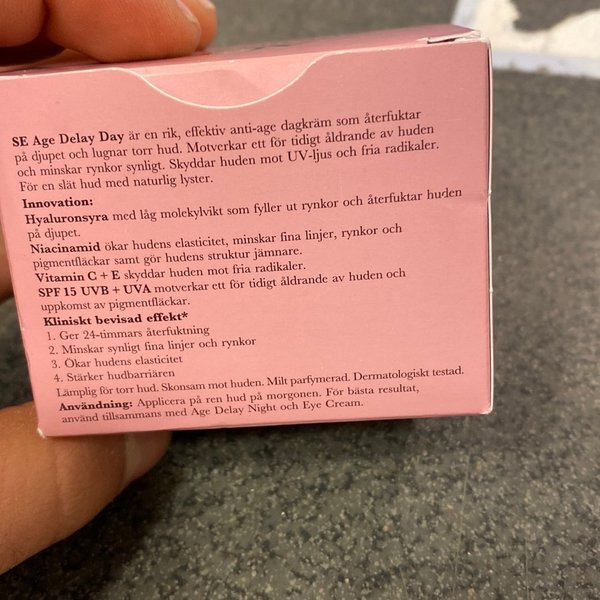 SE Age Delay Day är en rik, effektiv anti-age dagkräm som återfuktar
på djupet och lugnar torr hud. Motverkar ett för tidigt åldrande av huden
och minskar rynkor synligt. Skyddar huden mot UV-ljus och fria radikaler.
För en slät hud med naturlig lyster.
Innovation:
Hyaluronsyra med låg molekylvikt som fyller ut rynkor och återfuktar huden
på djupet.
Niacinamid ökar hudens elasticitet, minskar fina linjer, rynkor och
pigmentfläckar samt gör hudens struktur jämnare.
Vitamin C + E skyddar huden mot fria radikaler.
SPF 15 UVB + UVA motverkar ett för tidigt åldrande av huden och
uppkomst av pigmentfläckar.
Kliniskt bevisad effekt*
1. Ger 24-timmars återfuktning
2. Minskar synligt fina linjer och rynkor
3. Ökar hudens elasticitet
4. Stärker hudbarriären
Lämplig för torr hud. Skonsam mot huden. Milt parfymerad. Dermatologiskt testad.
Användning: Applicera på ren hud på morgonen. För bästa resultat,
använd tillsammans med Age Delay Night och Eye Cream.